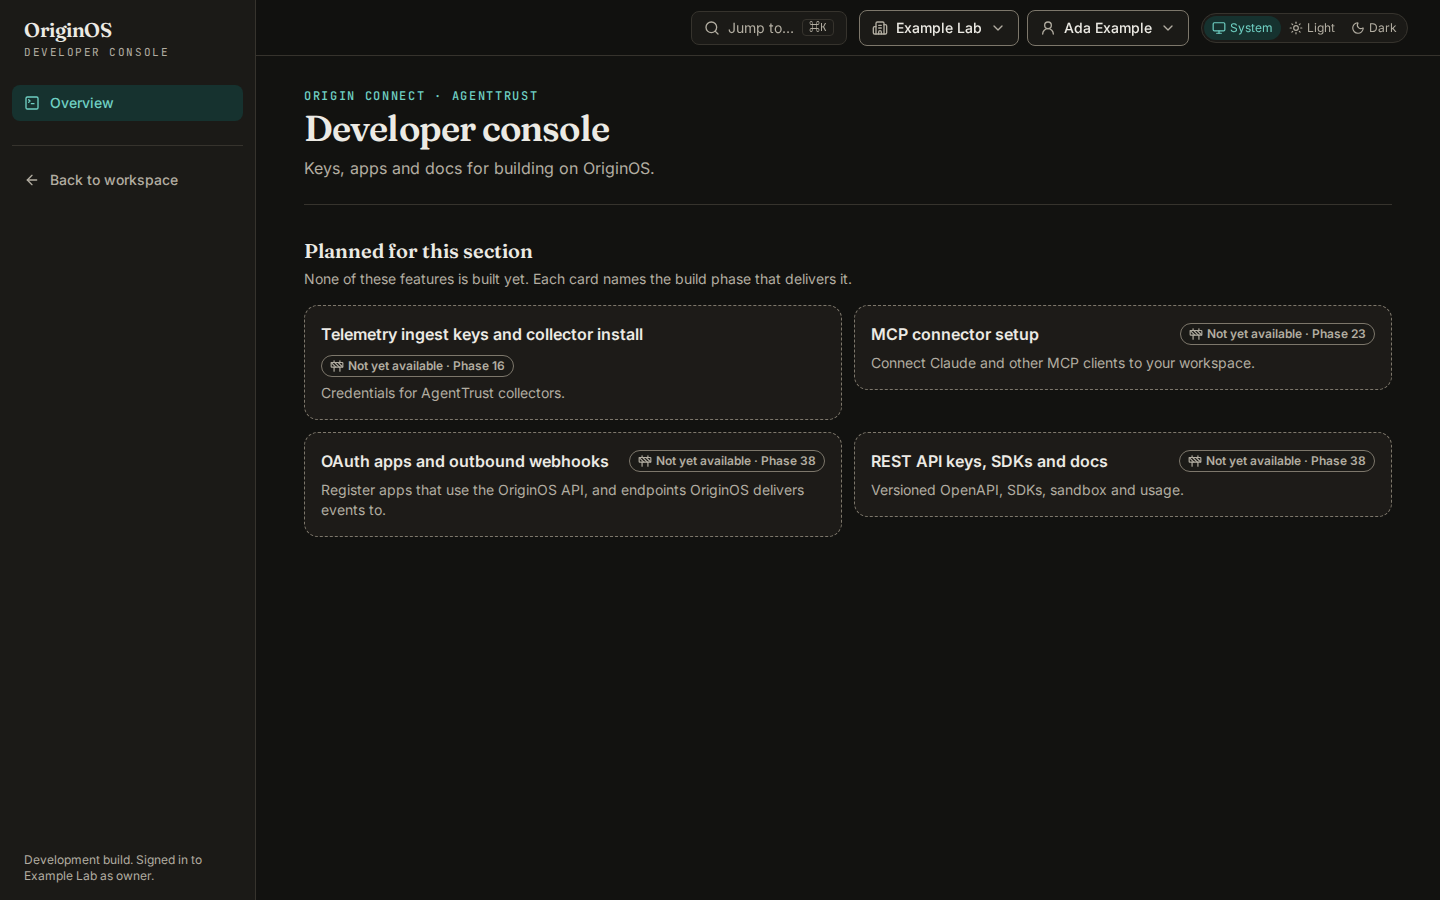 OriginOS
DEVELOPER CONSOLE
Overview
Back to workspace
Development build. Signed in to
Example Lab as owner.
Jump to... ⌘K
Example Lab
Ada Example
System
Light
Dark
ORIGIN CONNECT · AGENTTRUST
Developer console
Keys, apps and docs for building on OriginOS.
Planned for this section
None of these features is built yet. Each card names the build phase that delivers it.
Telemetry ingest keys and collector install
Not yet available · Phase 16
Credentials for AgentTrust collectors.
MCP connector setup
Not yet available · Phase 23
Connect Claude and other MCP clients to your workspace.
OAuth apps and outbound webhooks
Not yet available · Phase 38
Register apps that use the OriginOS API, and endpoints OriginOS delivers
events to.
REST API keys, SDKs and docs
Not yet available · Phase 38
Versioned OpenAPI, SDKs, sandbox and usage.